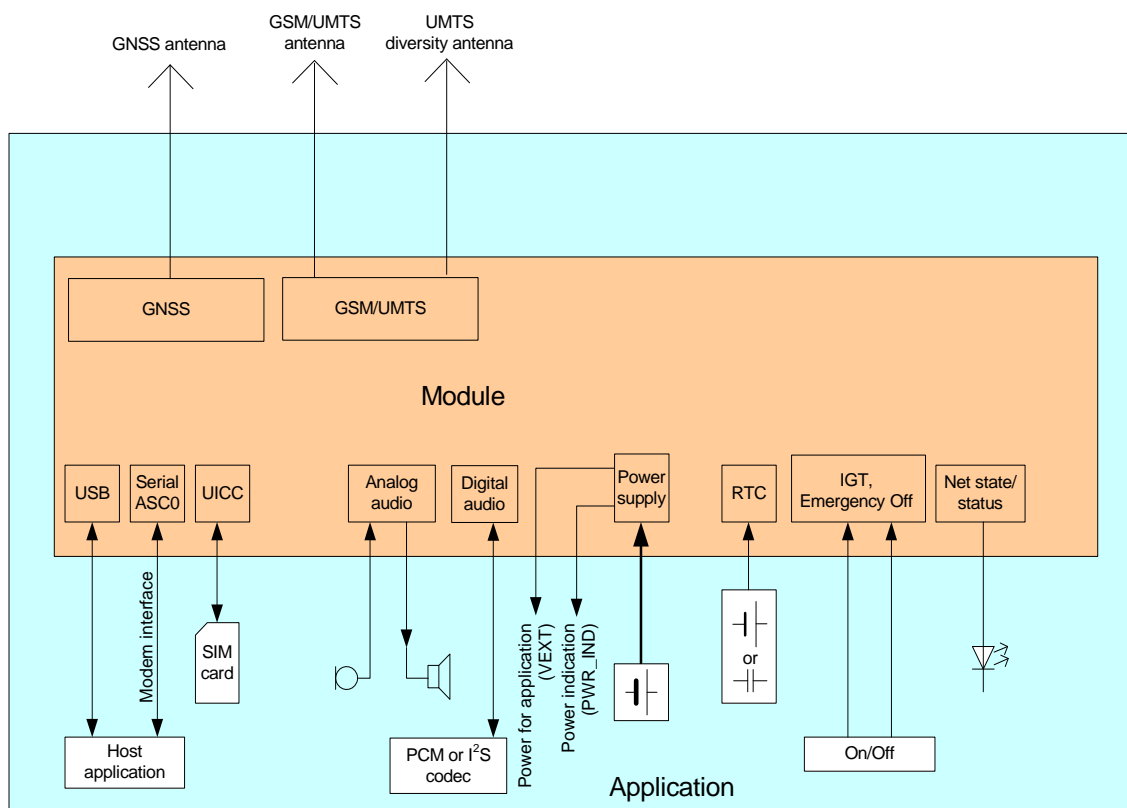 GNSS antenna
GSM/UMTS
antenna
UMTS
diversity antenna
GNSS
GSM/UMTS
Module
USB
Serial
ASC0
UICC
Analog
audio
Digital
audio
Power
supply
RTC
IGT,
Emergency Off
Net state/
status
Modem interface
SIM
card
Power for application
(VEXT)
Power indication
(PWR_IND)
or
Host
application
PCM or I²S
codec
On/Off
Application